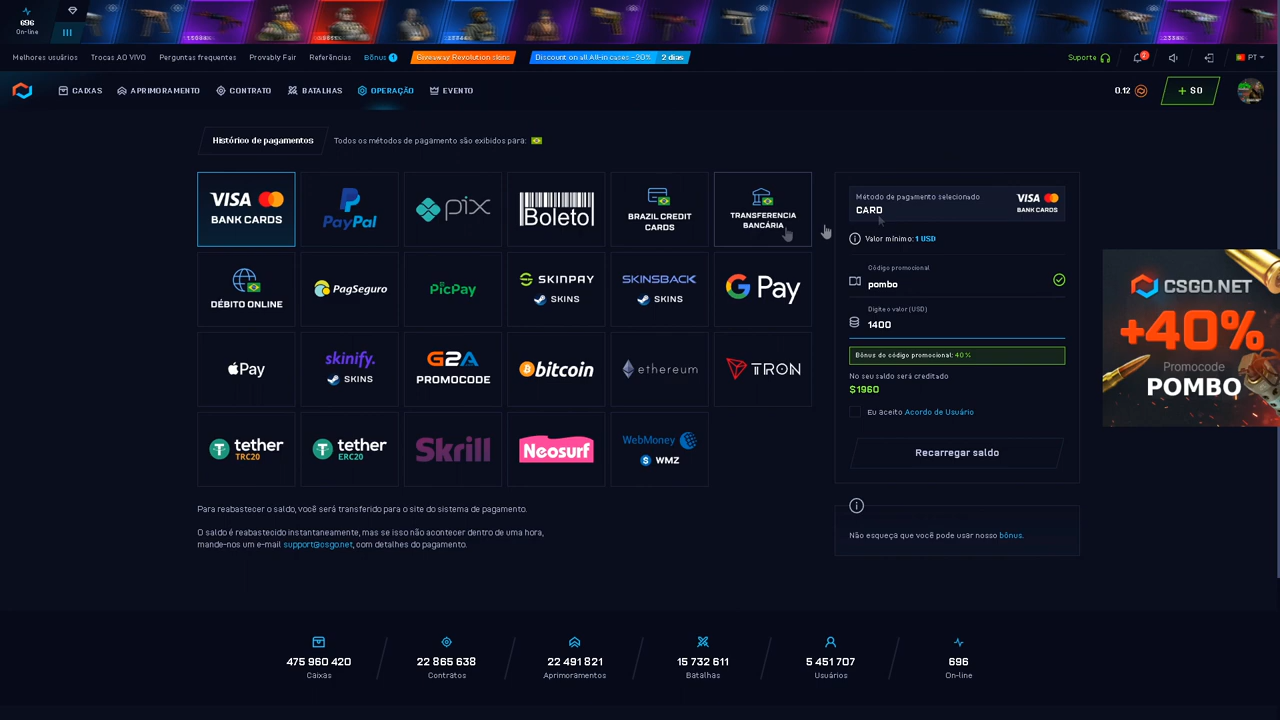 696
On-line
Melhores usuários
Trocas AO VIVO
Perguntas frequentes
Provably Fair
Referências
Bônus
Giveaway Revolution skins
Discount on all All-in cases -20%
2 dias
Suporte
PT
CAIXAS
APRIMORAMENTO
CONTRATO
BATALHAS
OPERAÇÃO
EVENTO
0.12
+ $0
Histórico de pagamentos
Todos os métodos de pagamento são exibidos para:
VISA
BANK CARDS
PayPal
pix
Boleto!
BRAZIL CREDIT
CARDS
TRANSFERENCIA
BANCÁRIA
DÉBITO ONLINE
PagSeguro
PicPay
SKINPAY
SKINS
SKINSBACK
SKINS
G Pay
Pay
skinify.
SKINS
G2A
PROMOCODE
bitcoin
ethereum
TRON
tether
TRC20
tether
ERC20
Skrill
Neosurf
WebMoney
WMZ
Para reabastecer o saldo, você será transferido para o site do sistema de pagamento.
O saldo é reabastecido instantaneamente, mas se isso não acontecer dentro de uma hora,
mande-nos um e-mail support@csgo.net, com detalhes do pagamento.
Método de pagamento selecionado
CARD
VISA
BANK CARDS
Valor mínimo: 1 USD
Código promocional
pombo
Digite o valor (USD)
1400
Bônus do código promocional: 40%
No seu saldo será creditado
$1960
Eu aceito Acordo de Usuário
Recarregar saldo
Não esqueça que você pode usar nosso bônus.
CSGO.NET
+40%
Promocode
POMBO
475 960 420
Caixas
22 865 638
Contratos
22 491 821
Aprimoramentos
15 732 611
Batalhas
5 451 707
Usuários
696
On-line